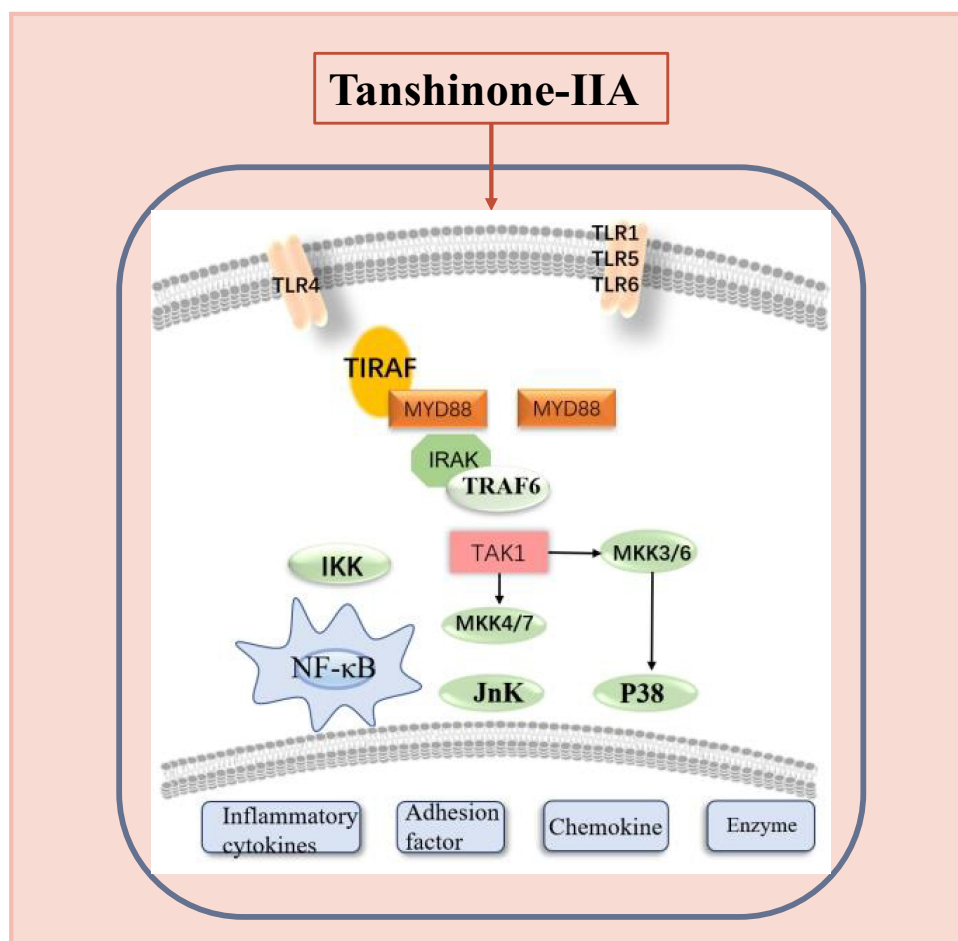 Tanshinone-IIA
TLR4
TLR1
TLR5
TLR6
TIRAF
MYD88
MYD88
IRAK
TRAF6
TAK1
MKK3/6
IKK
MKK4/7
NF-κB
JnK
P38
Inflammatory
cytokines
Adhesion
factor
Chemokine
Enzyme